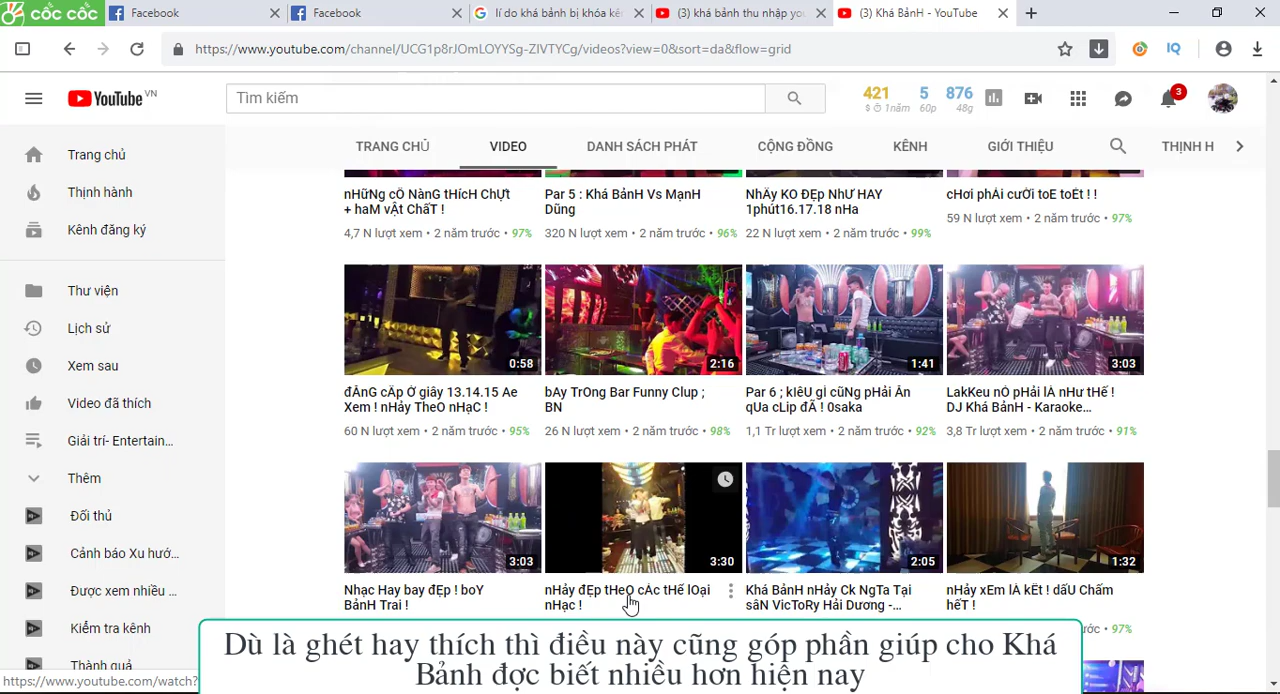 cốc cốc
Facebook
Facebook
lí do khá bảnh bị khóa kê
(3) khá bảnh thu nhập yo
(3) Khá BảnH - YouTube
https://www.youtube.com/channel/UCG1p8rJOmLOYYSg-ZIVTYCg/videos?view=0&sort=da&flow=grid
IQ
YouTube VN
Tìm kiếm
421
$ 1năm
5
60p
876
48g
3
TRANG CHỦ
VIDEO
DANH SÁCH PHÁT
CỘNG ĐỒNG
KÊNH
GIỚI THIỆU
THỊNH H
Trang chủ
Thịnh hành
Kênh đăng ký
Thư viện
Lịch sử
Xem sau
Video đã thích
Giải trí- Entertain...
Thêm
Đối thủ
Cảnh báo Xu hướ...
Được xem nhiều ...
Kiểm tra kênh
Thành quả
nHữNg cÔ NàNG tHícH ChỰt
+ haM vẬt ChấT !
4,7 N lượt xem • 2 năm trước • 97%
Par 5 : Khá BảnH Vs MạnH
Dũng
320 N lượt xem • 2 năm trước • 96%
NhẨy KO ĐẸp NhƯ HAY
1phút16.17.18 nHa
22 N lượt xem • 2 năm trước • 99%
cHơi phẢi cưỜi toE toÉt ! !
59 N lượt xem • 2 năm trước • 97%
0:58
đẲnG cẤp Ở giây 13.14.15 Ae
Xem ! nHảy TheO nHạC !
60 N lượt xem • 2 năm trước • 95%
2:16
bAy TrOng Bar Funny Clup ;
BN
26 N lượt xem • 2 năm trước • 98%
1:41
Par 6 ; kIêU gì cũNg pHải Ấn
qUa cLip đÃ ! 0saka
1,1 Tr lượt xem • 2 năm trước • 92%
3:03
LakKeu nÓ pHải lÀ nHư tHế !
DJ Khá BảnH - Karaoke...
3,8 Tr lượt xem • 2 năm trước • 91%
3:03
Nhạc Hay bay đẸp ! boY
BảnH Trai !
3:30
nHảy đẸp tHeO cÁc tHể lOại
nHạc !
2:05
Khá BảnH nHảy Ck NgTa Tại
sâN VicToRy Hải Dương -...
1:32
nHảy xEm lÀ kẾt ! dấU Chấm
hếT !
ước • 97%
Dù là ghét hay thích thì điều này cũng góp phần giúp cho Khá
Bảnh đợc biết nhiều hơn hiện nay
https://www.youtube.com/watch?